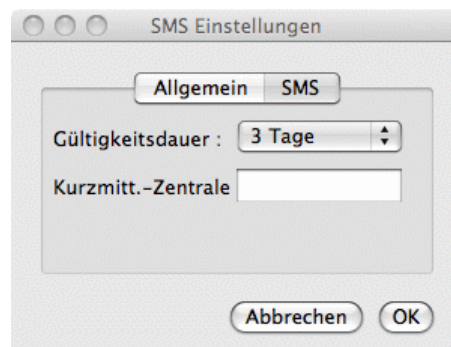 SMS Einstellungen
Allgemein SMS
Gültigkeitsdauer : 3 Tage
Kurzmitt.-Zentrale
Abbrechen OK